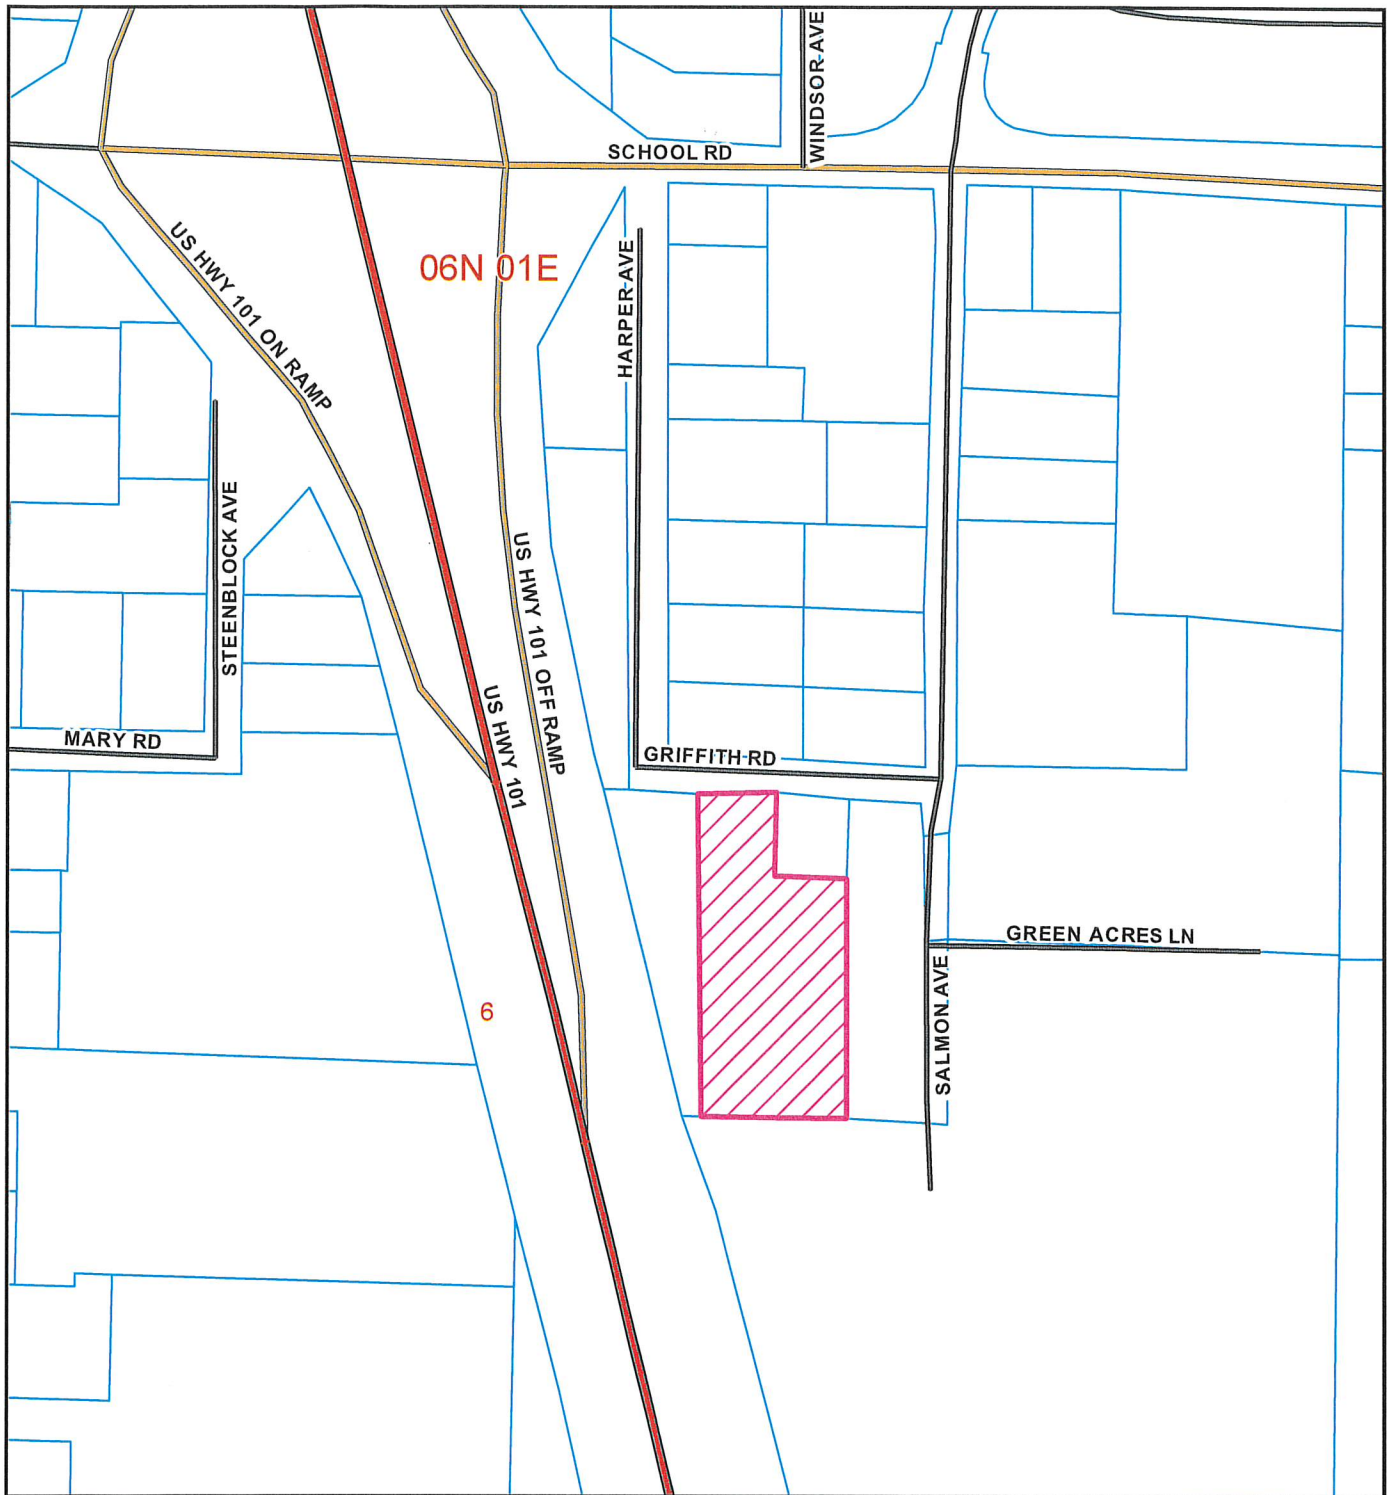 WINDSOR AVE
SCHOOL RD
US HWY 101 ON RAMP
06N 01E
HARPER AVE
STEENBLOCK AVE
US HWY 101 OFF RAMP
US HWY 101
MARY RD
GRIFFITH RD
GREEN ACRES LN
SALMON AVE
6